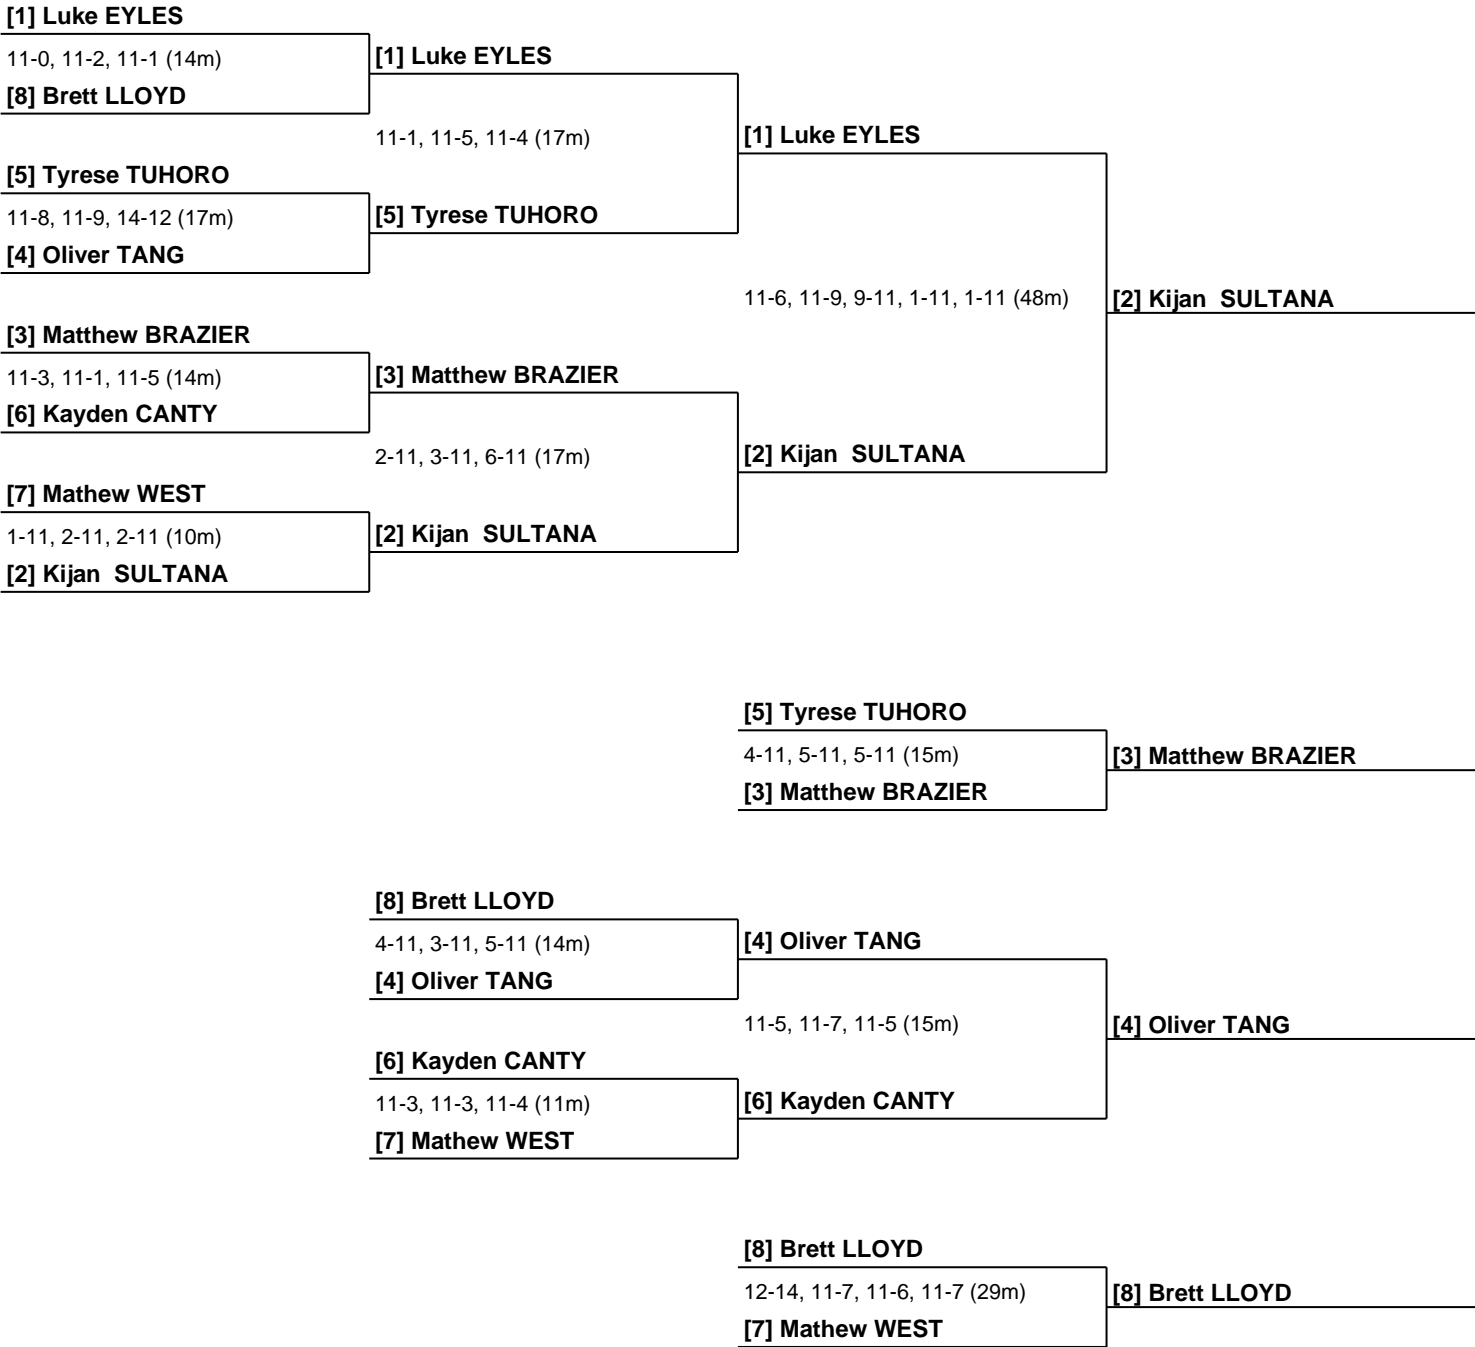 [1] Luke EYLES
11-0, 11-2, 11-1 (14m)
[1] Luke EYLES
[8] Brett LLOYD
11-1, 11-5, 11-4 (17m)
[1] Luke EYLES
[5] Tyrese TUHORO
11-8, 11-9, 14-12 (17m)
[5] Tyrese TUHORO
[4] Oliver TANG
11-6, 11-9, 9-11, 1-11, 1-11 (48m)
[2] Kijan  SULTANA
[3] Matthew BRAZIER
11-3, 11-1, 11-5 (14m)
[3] Matthew BRAZIER
[6] Kayden CANTY
2-11, 3-11, 6-11 (17m)
[2] Kijan  SULTANA
[7] Mathew WEST
1-11, 2-11, 2-11 (10m)
[2] Kijan  SULTANA
[2] Kijan  SULTANA
[5] Tyrese TUHORO
4-11, 5-11, 5-11 (15m)
[3] Matthew BRAZIER
[3] Matthew BRAZIER
[8] Brett LLOYD
4-11, 3-11, 5-11 (14m)
[4] Oliver TANG
[4] Oliver TANG
11-5, 11-7, 11-5 (15m)
[4] Oliver TANG
[6] Kayden CANTY
11-3, 11-3, 11-4 (11m)
[6] Kayden CANTY
[7] Mathew WEST
[8] Brett LLOYD
12-14, 11-7, 11-6, 11-7 (29m)
[8] Brett LLOYD
[7] Mathew WEST